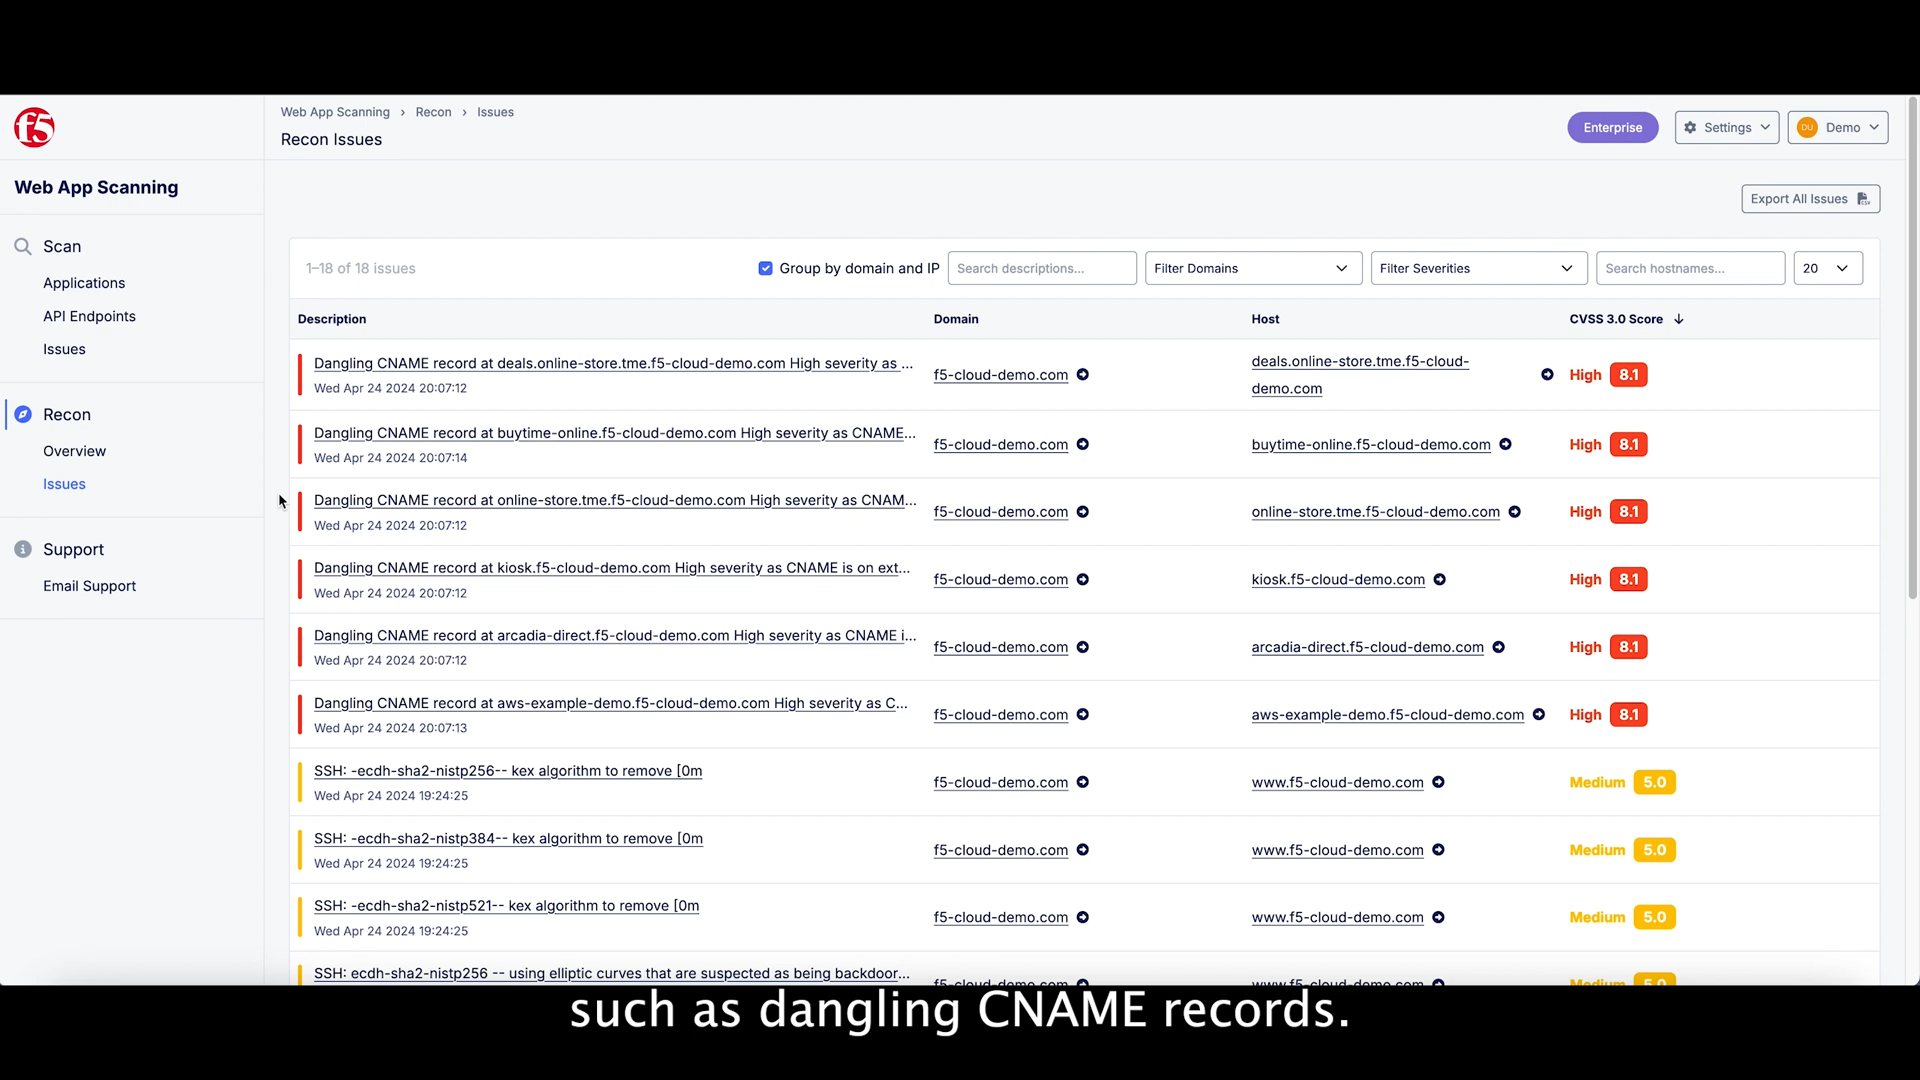 f5
Web App Scanning › Recon › Issues
Recon Issues
Enterprise
Settings
DU Demo
Web App Scanning
Scan
Applications
API Endpoints
Issues
Recon
Overview
Issues
Support
Email Support
Export All Issues CSV
1–18 of 18 issues
Group by domain and IP
Search descriptions...
Filter Domains
Filter Severities
Search hostnames...
20
Description Domain Host CVSS 3.0 Score
Dangling CNAME record at deals.online-store.tme.f5-cloud-demo.com High severity as ...
Wed Apr 24 2024 20:07:12
f5-cloud-demo.com
deals.online-store.tme.f5-cloud-
demo.com
High 8.1
Dangling CNAME record at buytime-online.f5-cloud-demo.com High severity as CNAME...
Wed Apr 24 2024 20:07:14
f5-cloud-demo.com
buytime-online.f5-cloud-demo.com
High 8.1
Dangling CNAME record at online-store.tme.f5-cloud-demo.com High severity as CNAM...
Wed Apr 24 2024 20:07:12
f5-cloud-demo.com
online-store.tme.f5-cloud-demo.com
High 8.1
Dangling CNAME record at kiosk.f5-cloud-demo.com High severity as CNAME is on ext...
Wed Apr 24 2024 20:07:12
f5-cloud-demo.com
kiosk.f5-cloud-demo.com
High 8.1
Dangling CNAME record at arcadia-direct.f5-cloud-demo.com High severity as CNAME i...
Wed Apr 24 2024 20:07:12
f5-cloud-demo.com
arcadia-direct.f5-cloud-demo.com
High 8.1
Dangling CNAME record at aws-example-demo.f5-cloud-demo.com High severity as C...
Wed Apr 24 2024 20:07:13
f5-cloud-demo.com
aws-example-demo.f5-cloud-demo.com
High 8.1
SSH: -ecdh-sha2-nistp256-- kex algorithm to remove [0m
Wed Apr 24 2024 19:24:25
f5-cloud-demo.com
www.f5-cloud-demo.com
Medium 5.0
SSH: -ecdh-sha2-nistp384-- kex algorithm to remove [0m
Wed Apr 24 2024 19:24:25
f5-cloud-demo.com
www.f5-cloud-demo.com
Medium 5.0
SSH: -ecdh-sha2-nistp521-- kex algorithm to remove [0m
Wed Apr 24 2024 19:24:25
f5-cloud-demo.com
www.f5-cloud-demo.com
Medium 5.0
SSH: ecdh-sha2-nistp256 -- using elliptic curves that are suspected as being backdoor...
f5-cloud-demo.com
www.f5-cloud-demo.com
Medium 5.0
such as dangling CNAME records.